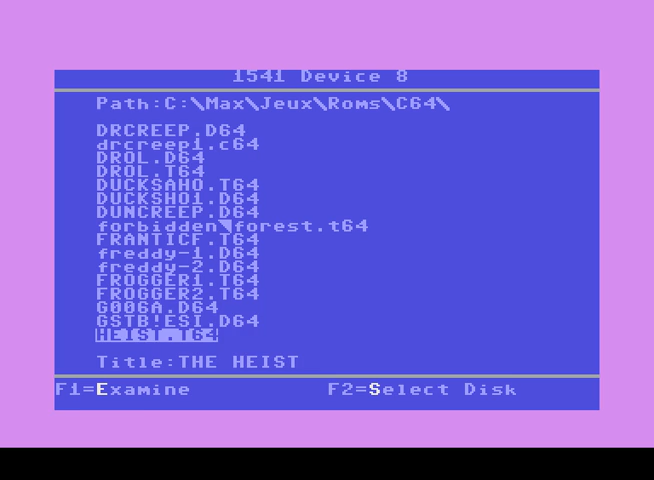 1541 Device 8
Path:C:\Max\Jeux\Roms\C64\
DRCREEP.D64
drcreep1.c64
DROL.D64
DROL.T64
DUCKSAHO.T64
DUCKSHO1.D64
DUNCREEP.D64
forbidden◥forest.t64
FRANTICF.T64
freddy-1.D64
freddy-2.D64
FROGGER1.T64
FROGGER2.T64
G006A.D64
GSTB!ESI.D64
HEIST.T64
Title:THE HEIST
F1=Examine F2=Select Disk